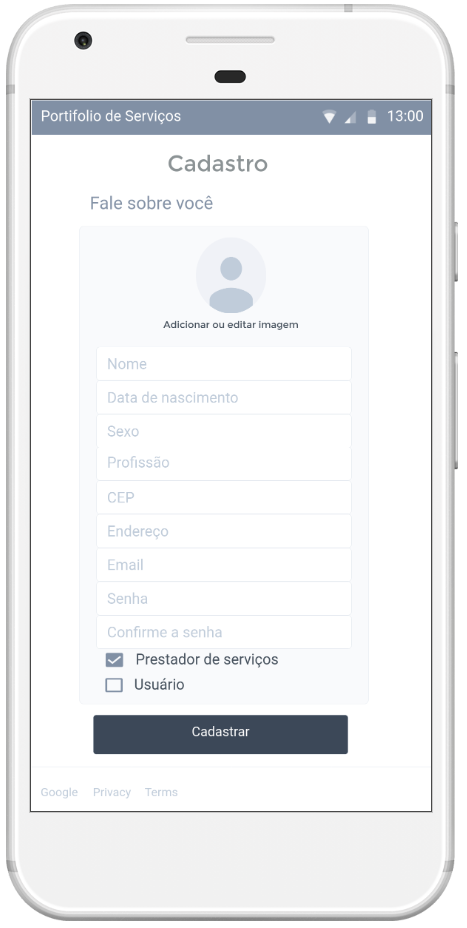 Portifolio de Serviços 13:00
Cadastro
Fale sobre você
Adicionar ou editar imagem
Nome
Data de nascimento
Sexo
Profissão
CEP
Endereço
Email
Senha
Confirme a senha
Prestador de serviços
Usuário
Cadastrar
Google Privacy Terms